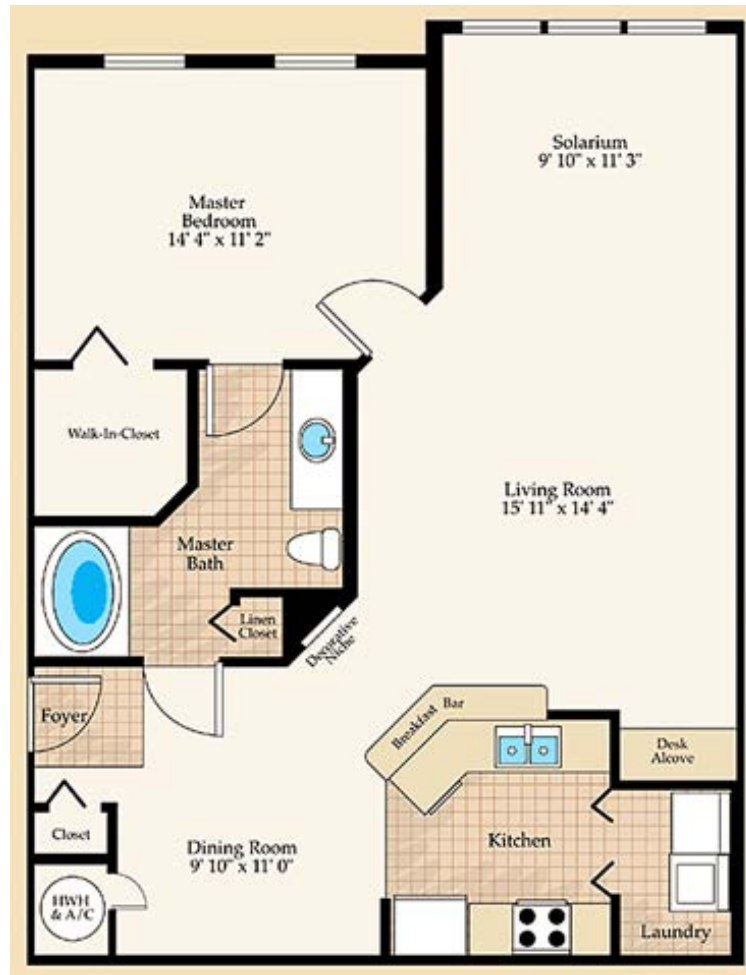 Solarium
9' 10" x 11' 3"
Master
Bedroom
14' 4" x 11' 2"
Walk-In-Closet
Living Room
15' 11" x 14' 4"
Master
Bath
Linen
Closet
Decorative
Niche
Foyer
Breakfast Bar
Desk
Alcove
Closet
Dining Room
9' 10" x 11' 0"
Kitchen
HWH
& A/C
Laundry